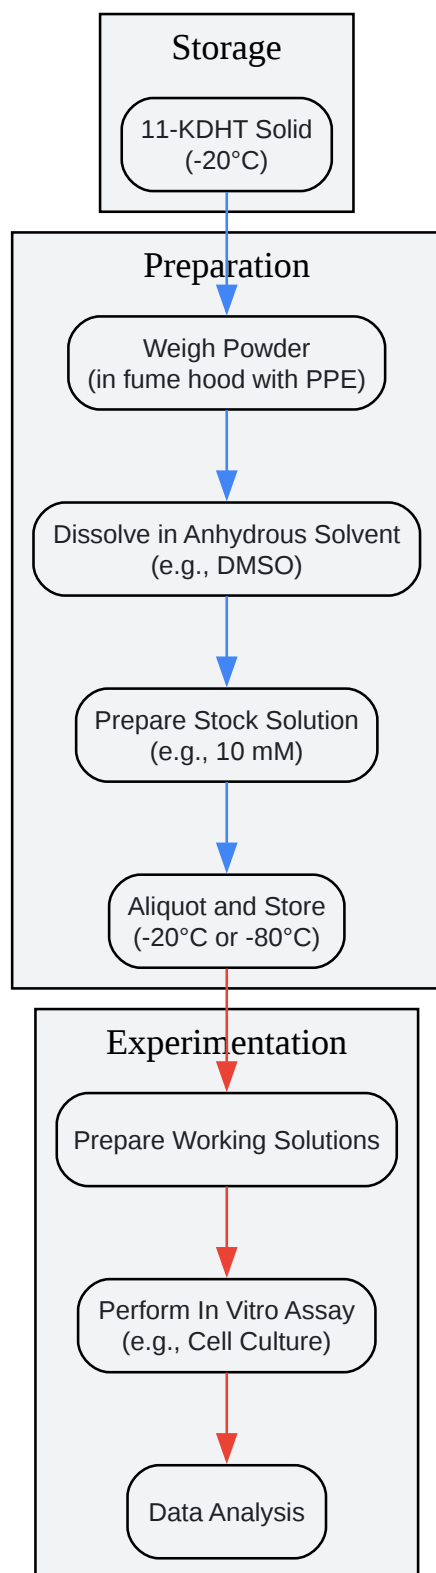 Storage
11-KDHT Solid
(-20°C)
Preparation
Weigh Powder
(in fume hood with PPE)
Dissolve in Anhydrous Solvent
(e.g., DMSO)
Prepare Stock Solution
(e.g., 10 mM)
Aliquot and Store
(-20°C or -80°C)
Experimentation
Prepare Working Solutions
Perform In Vitro Assay
(e.g., Cell Culture)
Data Analysis